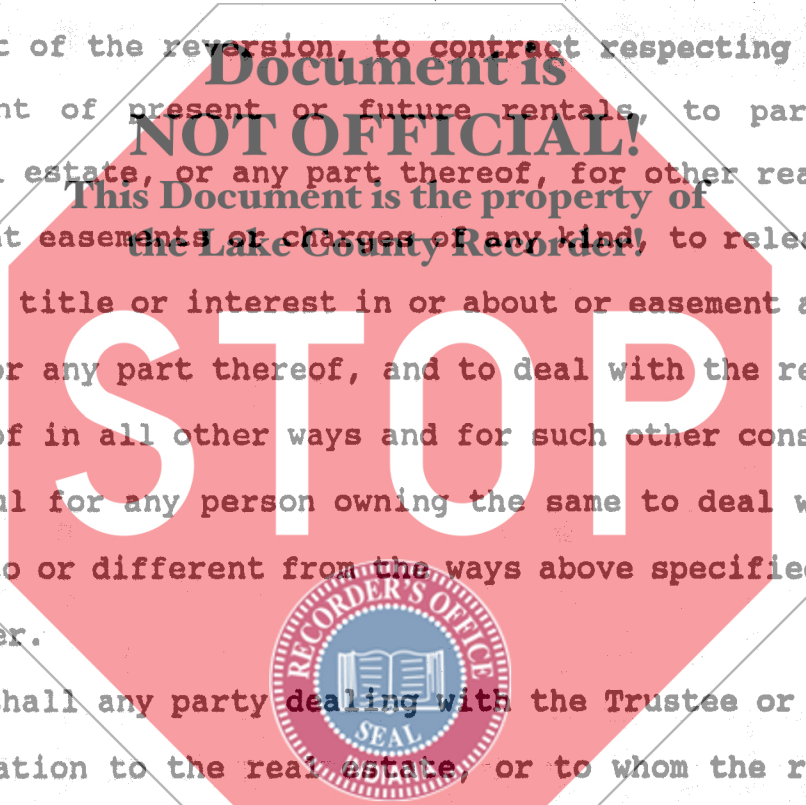 of the reversion, to contract respecting
Document is
nt of present or future rentals, to par
NOT OFFICIAL!
estate, or any part thereof, for other rea
This Document is the property of
t easements or charges of any kind, to relea
the Lake County Recorder!
title or interest in or about or easement a
STOP
or any part thereof, and to deal with the re
of in all other ways and for such other cons
ul for any person owning the same to deal w
o or different from the ways above specified
er.
RECORDER'S OFFICE
SEAL
shall any party dealing with the Trustee or
ation to the real estate, or to whom the r